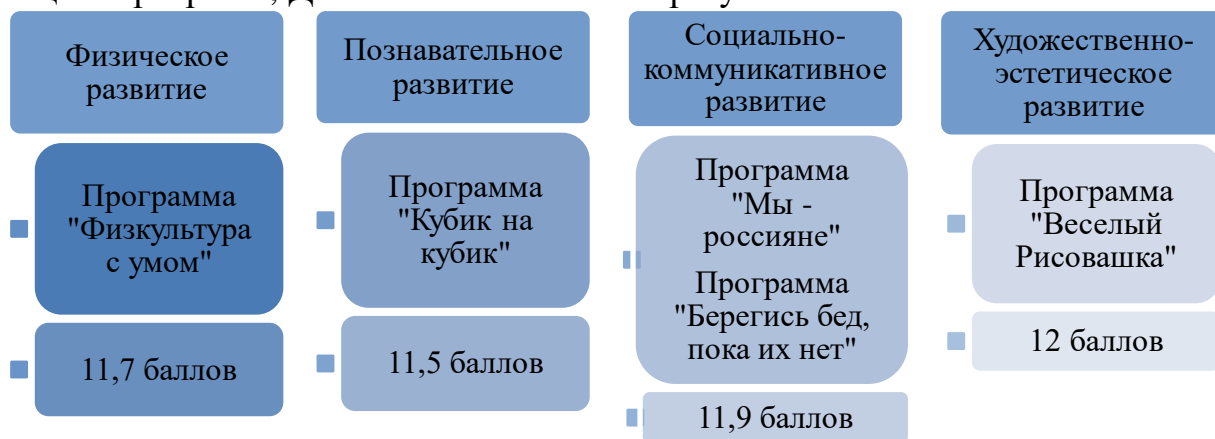 Физическое
развитие
Программа
"Физкультура
с умом"
11,7 баллов
Познавательное
развитие
Программа
"Кубик на
кубик"
11,5 баллов
Социально-
коммуникативное
развитие
Программа
"Мы -
россияне"
Программа
"Берегись бед,
пока их нет"
11,9 баллов
Художественно-
эстетическое
развитие
Программа
"Веселый
Рисовашка"
12 баллов